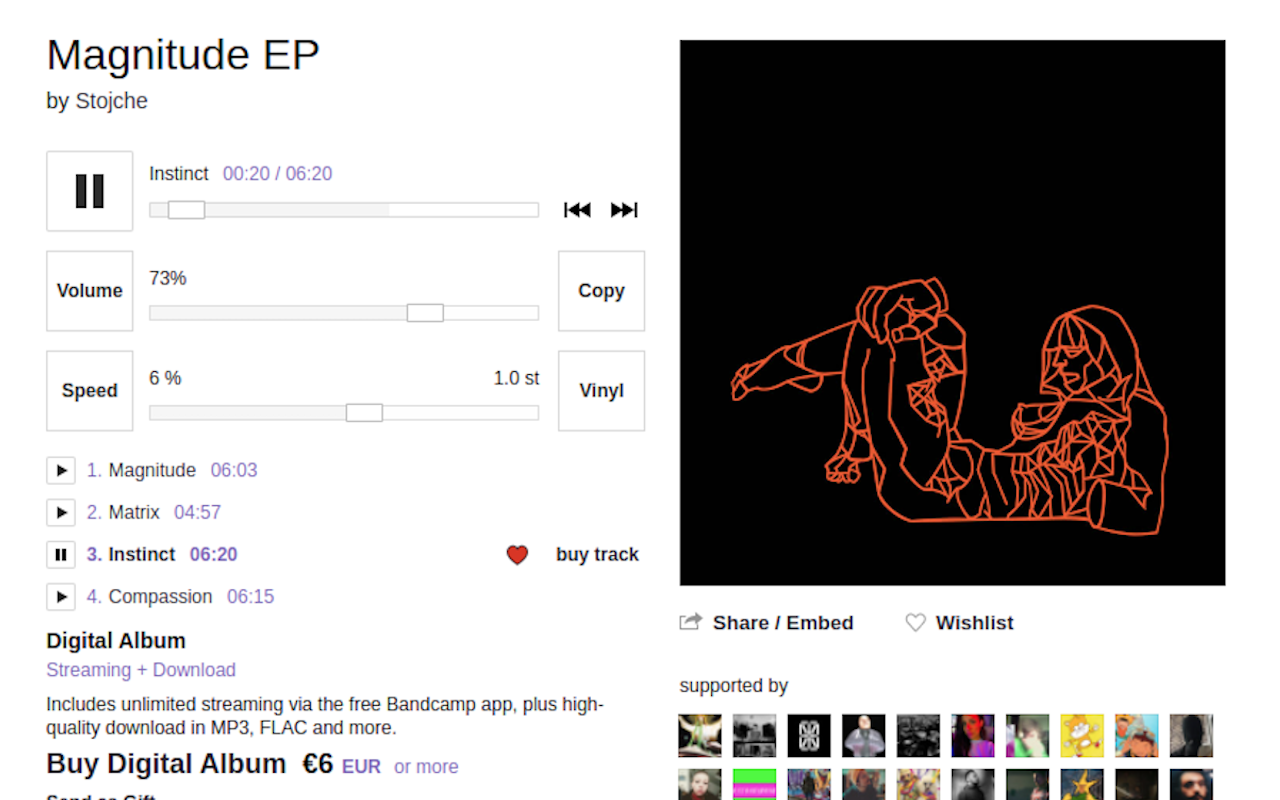 Magnitude EP
by Stojche
Instinct 00:20 / 06:20
Volume
73%
Copy
Speed
6 % 1.0 st
Vinyl
1. Magnitude 06:03
2. Matrix 04:57
3. Instinct 06:20 buy track
4. Compassion 06:15
Digital Album
Streaming + Download
Includes unlimited streaming via the free Bandcamp app, plus high-
quality download in MP3, FLAC and more.
Buy Digital Album €6 EUR or more
Send as Gift
Share / Embed Wishlist
supported by